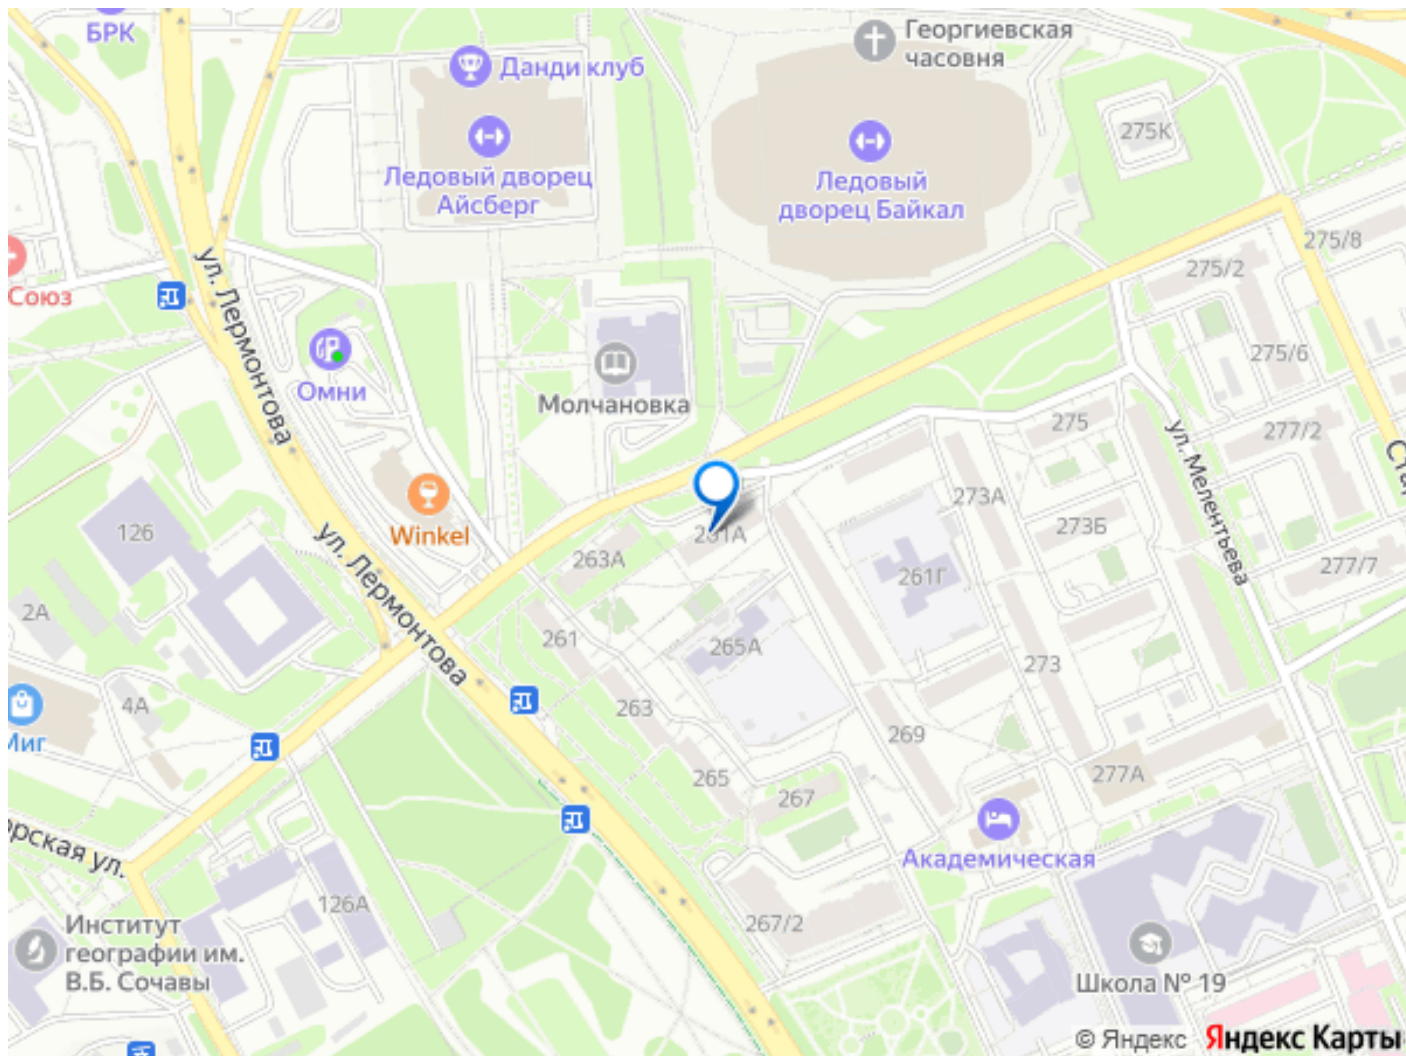 БРК
Данди клуб
Георгиевская
часовня
275К
Ледовый дворец
Айсберг
Ледовый
дворец Байкал
275/8
275/2
Союз
ул. Лермонтова
275/6
Омни
Молчановка
275
277/2
ул. Мелентьева
Winkel
273А
273Б
126
261А
263А
261Г
277/7
2А
ул. Лермонтова
261
265А
273
4А
263
269
Миг
265
267
277А
Академическая
орская ул.
126А
267/2
Институт
географии им.
В.Б. Сочавы
Школа № 19
© Яндекс Яндекс Карты